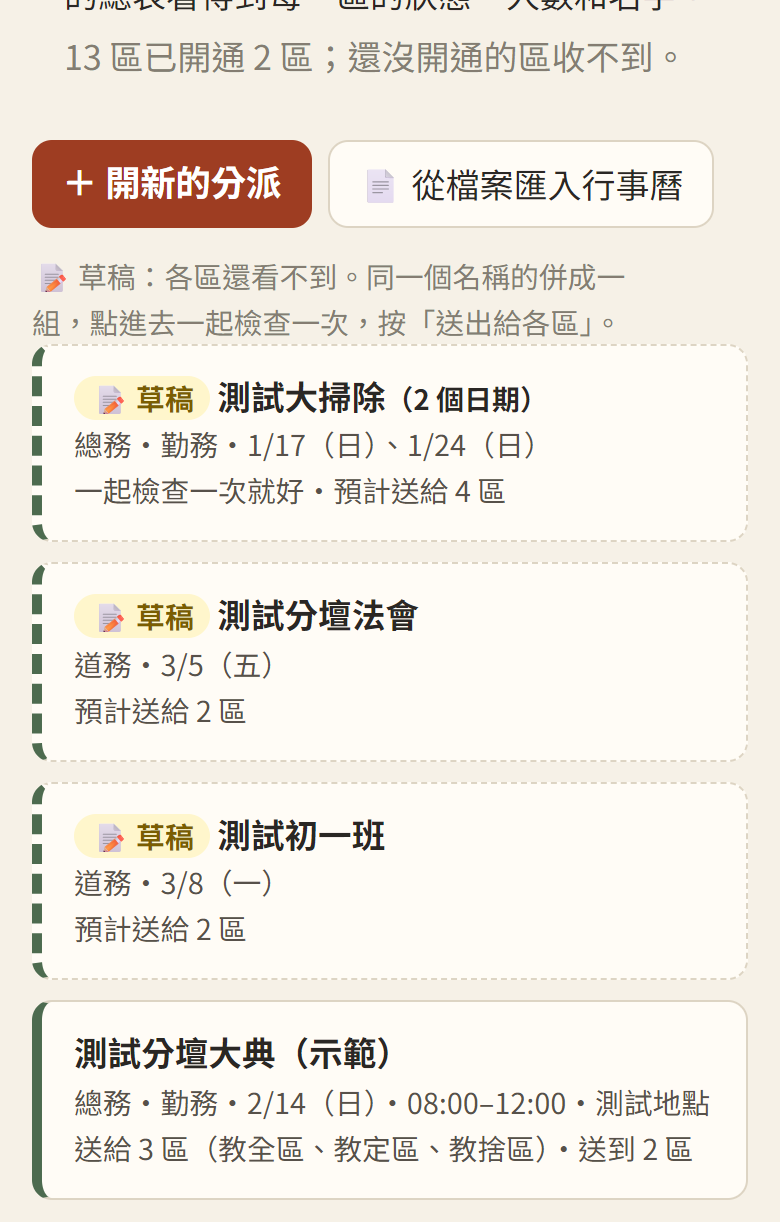 13 區已開通 2 區；還沒開通的區收不到。
＋ 開新的分派
從檔案匯入行事曆
草稿：各區還看不到。同一個名稱的併成一
組，點進去一起檢查一次，按「送出給各區」。
草稿 測試大掃除（2 個日期）
總務・勤務・1/17（日）、1/24（日）
一起檢查一次就好・預計送給 4 區
草稿 測試分壇法會
道務・3/5（五）
預計送給 2 區
草稿 測試初一班
道務・3/8（一）
預計送給 2 區
測試分壇大典（示範）
總務・勤務・2/14（日）・08:00–12:00・測試地點
送給 3 區（教全區、教定區、教捨區）・送到 2 區